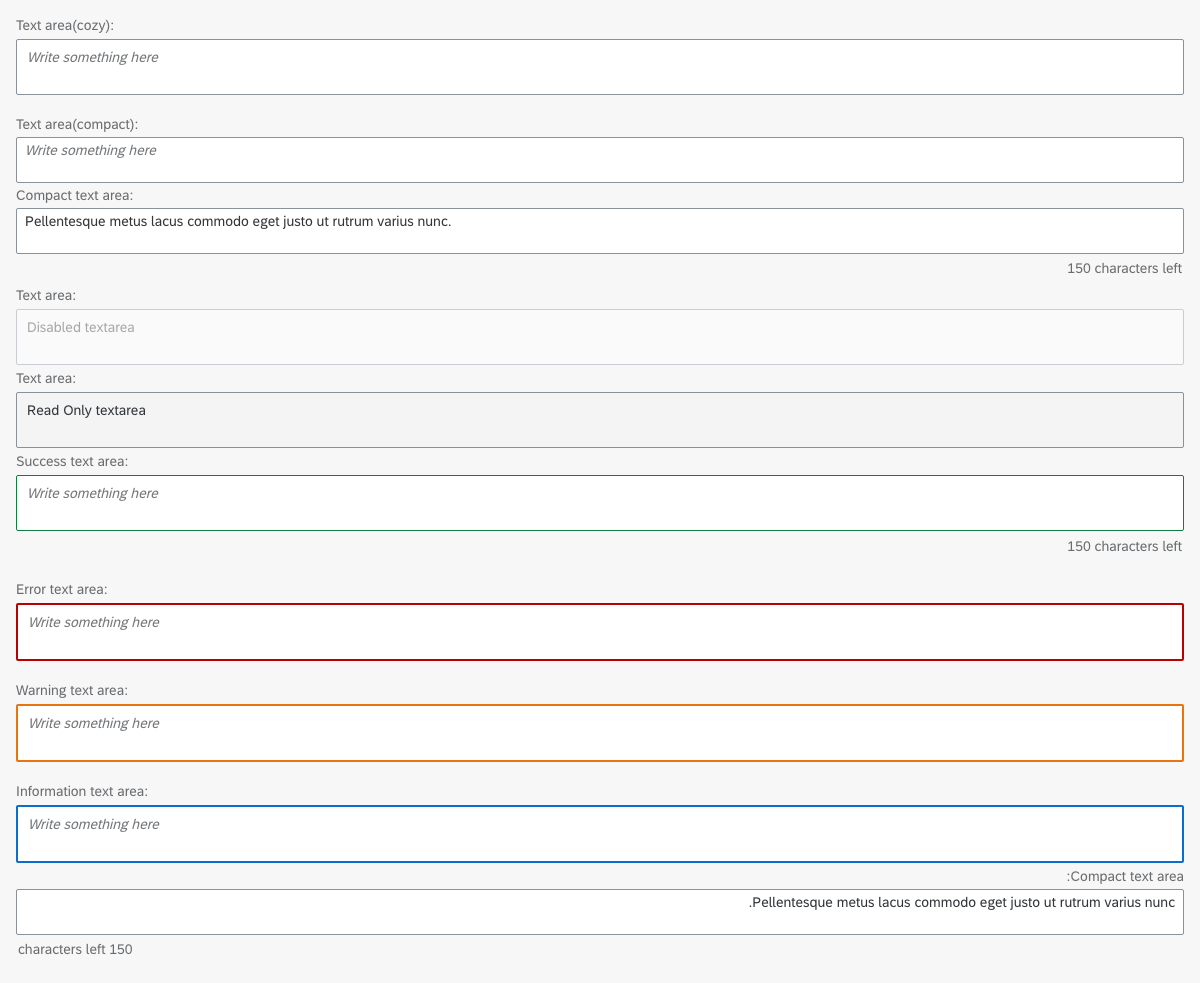 Text area(cozy):
Write something here
Text area(compact):
Write something here
Compact text area:
Pellentesque metus lacus commodo eget justo ut rutrum varius nunc.
150 characters left
Text area:
Disabled textarea
Text area:
Read Only textarea
Success text area:
Write something here
150 characters left
Error text area:
Write something here
Warning text area:
Write something here
Information text area:
Write something here
:Compact text area
.Pellentesque metus lacus commodo eget justo ut rutrum varius nunc
characters left 150